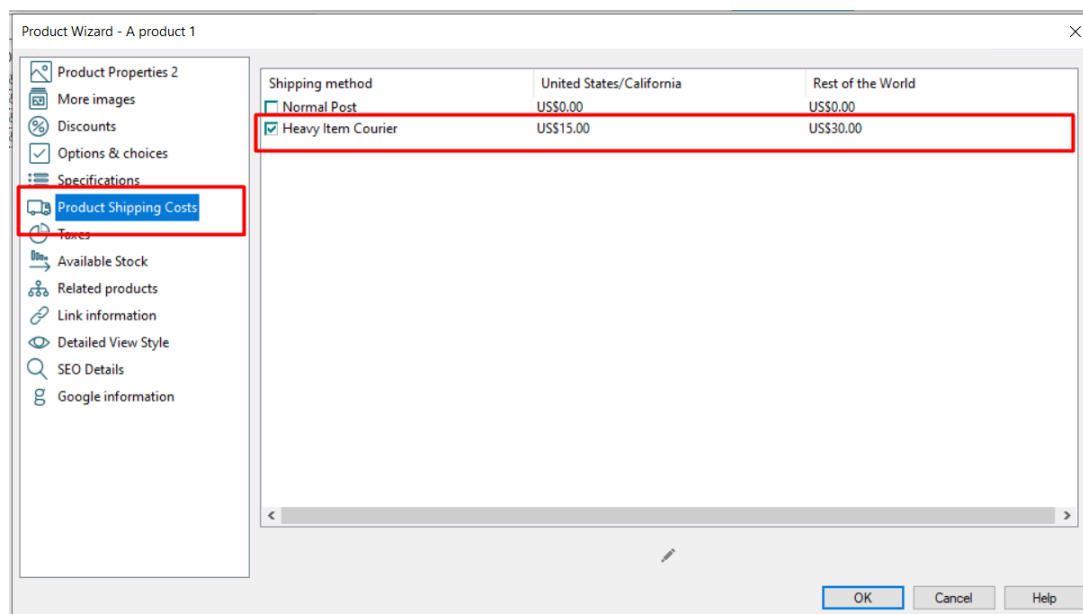 Product Wizard - A product 1
Product Properties 2
More images
Discounts
Options & choices
Specifications
Product Shipping Costs
Taxes
Available Stock
Related products
Link information
Detailed View Style
SEO Details
Google information
Shipping method United States/California Rest of the World
Normal Post US$0.00 US$0.00
Heavy Item Courier US$15.00 US$30.00
OK Cancel Help